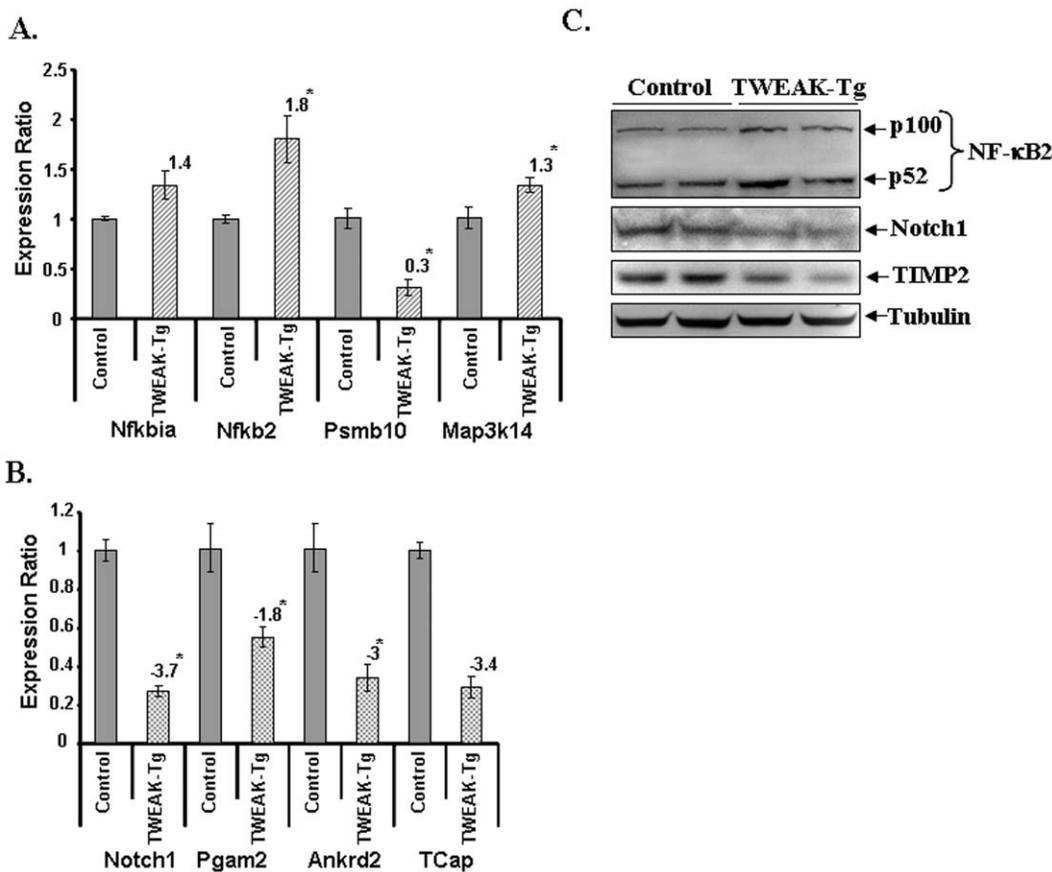 A.
Expression Ratio
2.5
2
1.5
1
0.5
0
1.4
1.8*
0.3*
1.3*
Control
TWEAK-Tg
Control
TWEAK-Tg
Control
TWEAK-Tg
Control
TWEAK-Tg
Nfkbia
Nfkb2
Psmb10
Map3k14
B.
Expression Ratio
1.2
1
0.8
0.6
0.4
0.2
0
-3.7*
-1.8*
-3*
-3.4
Control
TWEAK-Tg
Control
TWEAK-Tg
Control
TWEAK-Tg
Control
TWEAK-Tg
Notch1
Pgam2
Ankrd2
TCap
C.
Control TWEAK-Tg
p100
p52
NF-κB2
Notch1
TIMP2
Tubulin